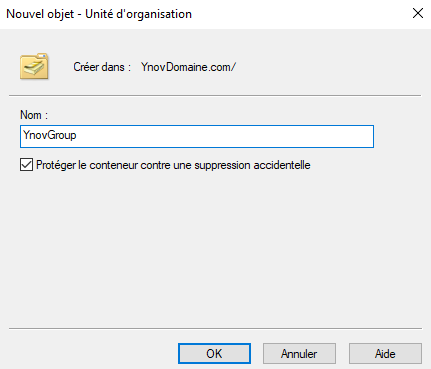 Nouvel objet - Unité d'organisation
Créer dans : YnovDomaine.com/
Nom :
YnovGroup
Protéger le conteneur contre une suppression accidentelle
OK Annuler Aide